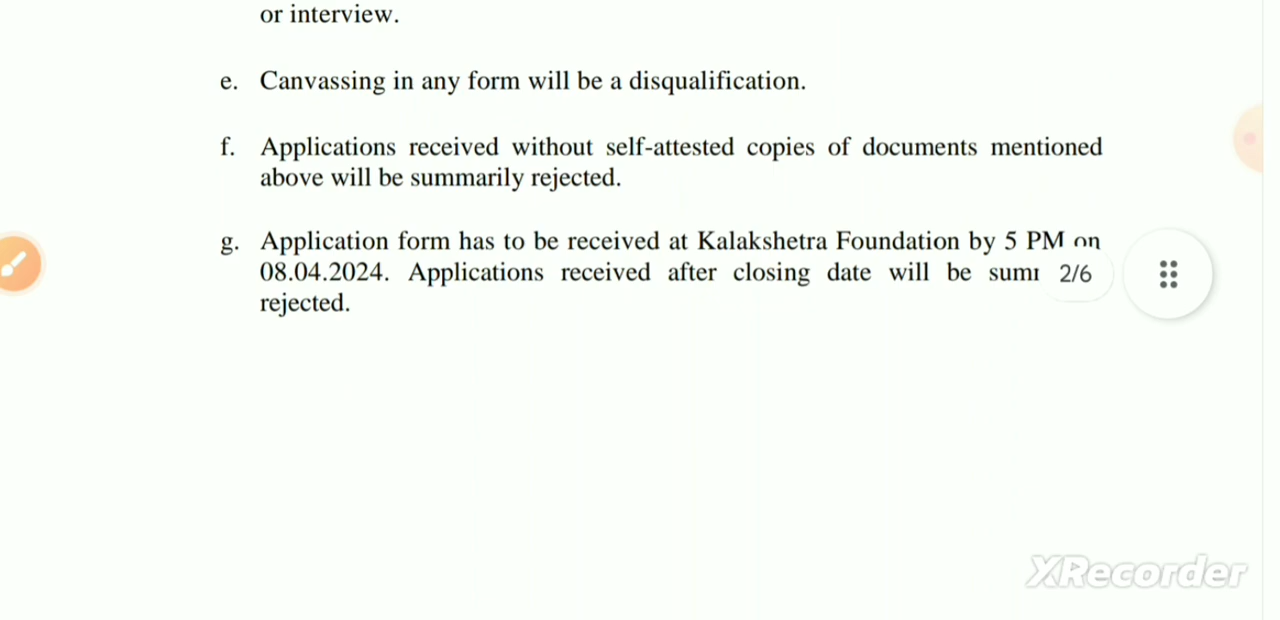 or interview.
e. Canvassing in any form will be a disqualification.
f. Applications received without self-attested copies of documents mentioned
above will be summarily rejected.
g. Application form has to be received at Kalakshetra Foundation by 5 PM on
08.04.2024. Applications received after closing date will be 2/6
rejected.
XRecorder